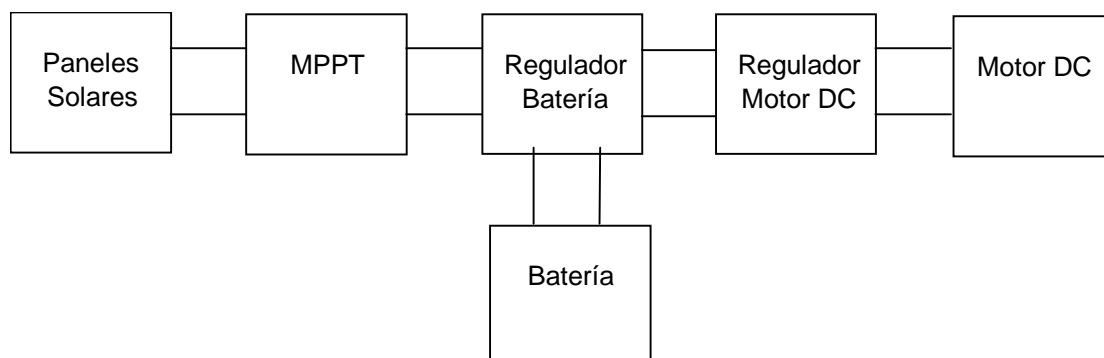 Paneles
Solares
MPPT
Regulador
Batería
Regulador
Motor DC
Motor DC
Batería